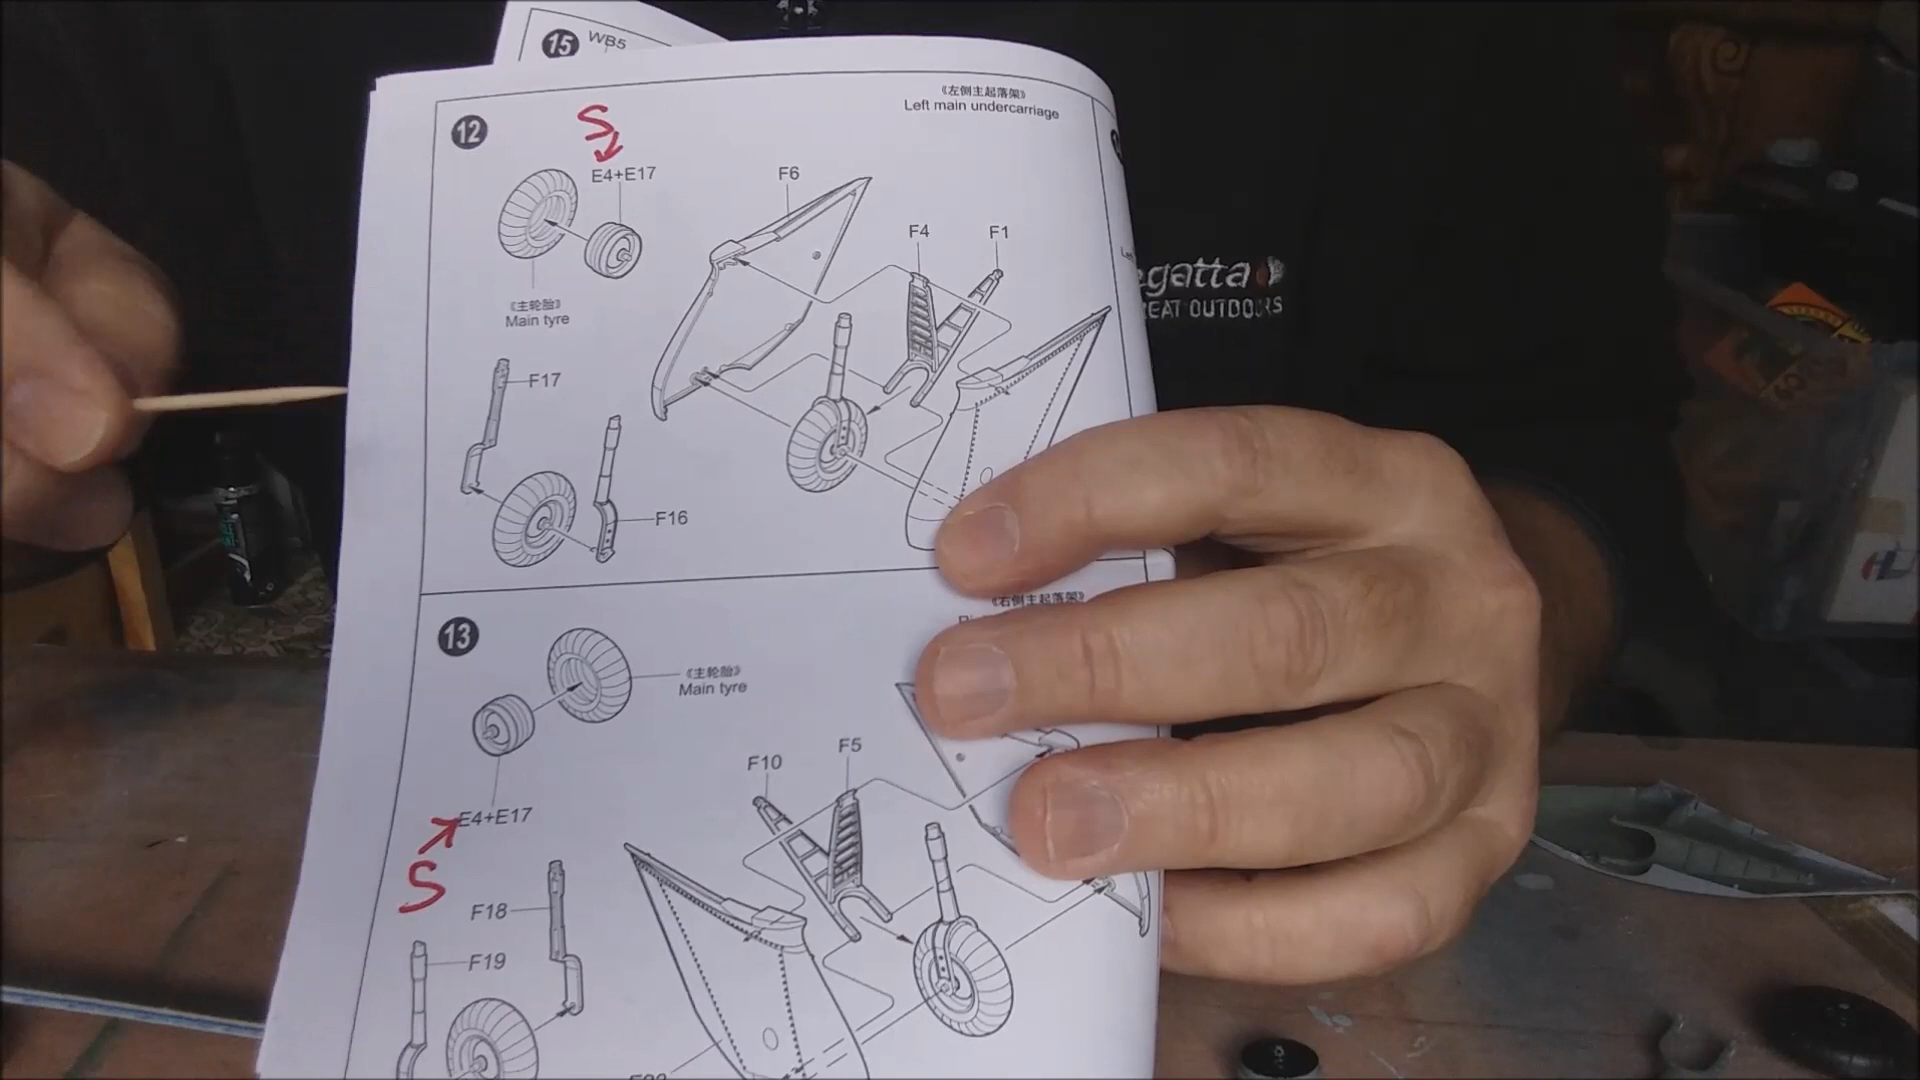 15
WB5
12
《左侧主起落架》
Left main undercarriage
S
E4+E17
F6
F4
F1
《主轮胎》
Main tyre
F17
F16
egatta
EAT OUTDOORS
13
《右侧主起落架》
《主轮胎》
Main tyre
E4+E17
S
F10
F5
F18
F19